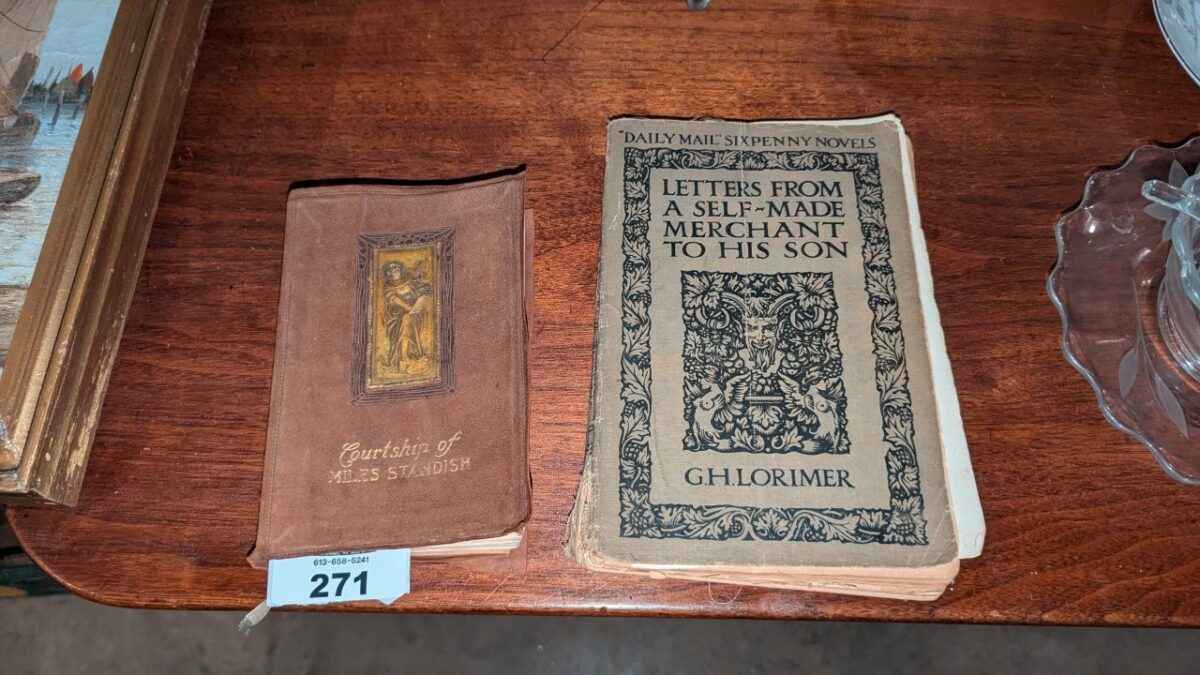 Courtship of
MILES STANDISH
613-658-5241
271
"DAILY MAIL" SIXPENNY NOVELS
LETTERS FROM
A SELF-MADE
MERCHANT
TO HIS SON
G.H.LORIMER